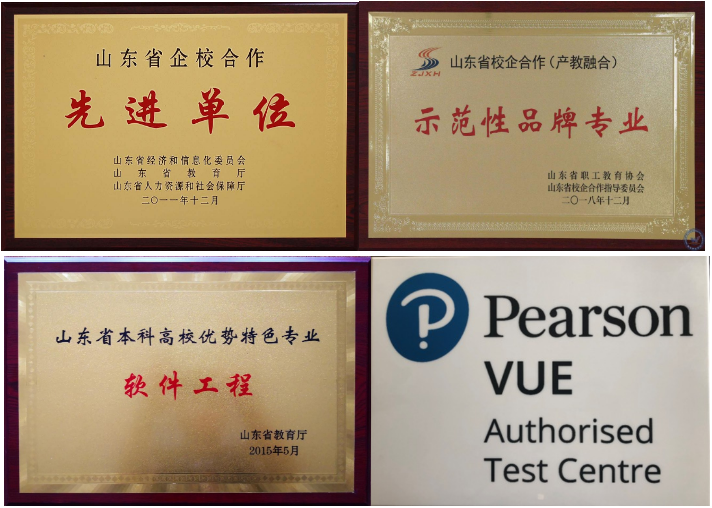 山东省企校合作
先进单位
山东省经济和信息化委员会
山东省教育厅
山东省人力资源和社会保障厅
二〇一一年十二月
ZJXH
山东省校企合作（产教融合）
示范性品牌专业
山东省职工教育协会
山东省校企合作指导委员会
二〇一八年十二月
山东省本科高校优势特色专业
软件工程
山东省教育厅
2015年5月
Pearson
VUE
Authorised
Test Centre